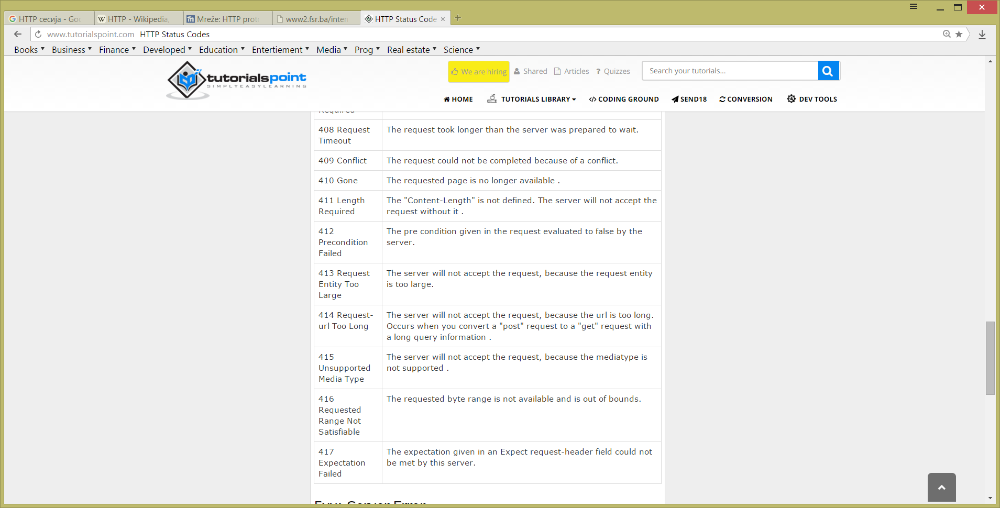 HTTP сесија - Goo
HTTP - Wikipedia,
Mreže: HTTP prot
www2.fsr.ba/inter
HTTP Status Code
www.tutorialspoint.com HTTP Status Codes
Books Business Finance Developed Education Entertiement Media Prog Real estate Science
tutorialspoint
SIMPLYEASYLEARNING
We are hiring Shared Articles ? Quizzes Search your tutorials...
HOME TUTORIALS LIBRARY </> CODING GROUND SEND18 CONVERSION DEV TOOLS
Required
408 Request
Timeout
The request took longer than the server was prepared to wait.
409 Conflict
The request could not be completed because of a conflict.
410 Gone
The requested page is no longer available .
411 Length
Required
The "Content-Length" is not defined. The server will not accept the
request without it .
412
Precondition
Failed
The pre condition given in the request evaluated to false by the
server.
413 Request
Entity Too
Large
The server will not accept the request, because the request entity
is too large.
414 Request-
url Too Long
The server will not accept the request, because the url is too long.
Occurs when you convert a "post" request to a "get" request with
a long query information .
415
Unsupported
Media Type
The server will not accept the request, because the mediatype is
not supported .
416
Requested
Range Not
Satisfiable
The requested byte range is not available and is out of bounds.
417
Expectation
Failed
The expectation given in an Expect request-header field could not
be met by this server.
5xx: Server Error